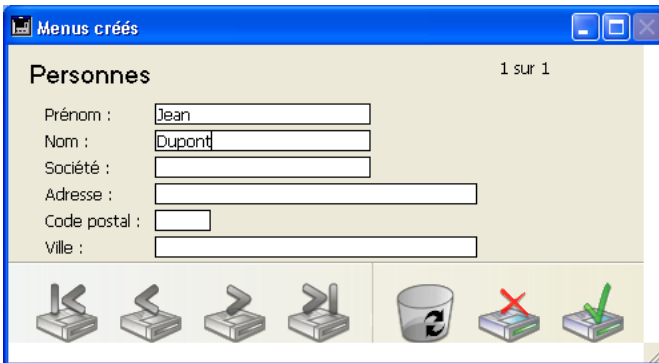 Menus créés
Personnes
1 sur 1
Prénom : Jean
Nom : Dupont
Société :
Adresse :
Code postal :
Ville :